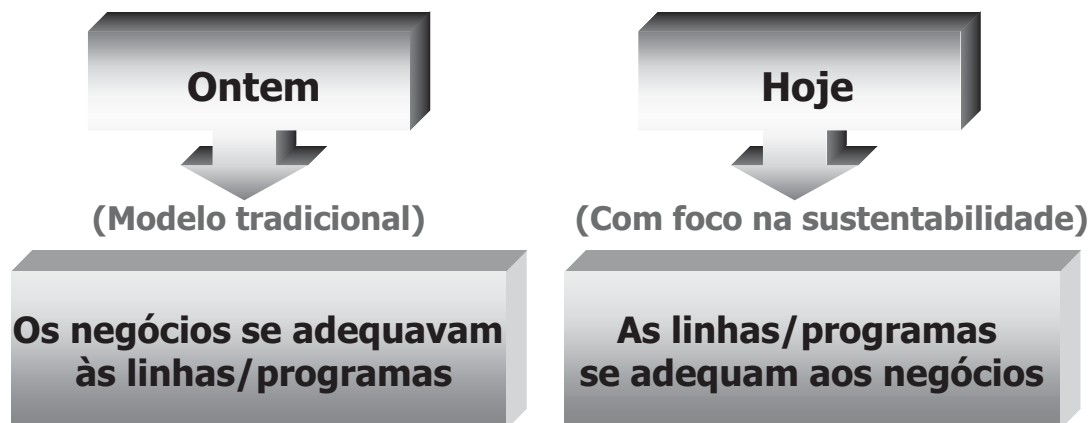 Ontem
(Modelo tradicional)
Os negócios se adequavam
às linhas/programas
Hoje
(Com foco na sustentabilidade)
As linhas/programas
se adequam aos negócios